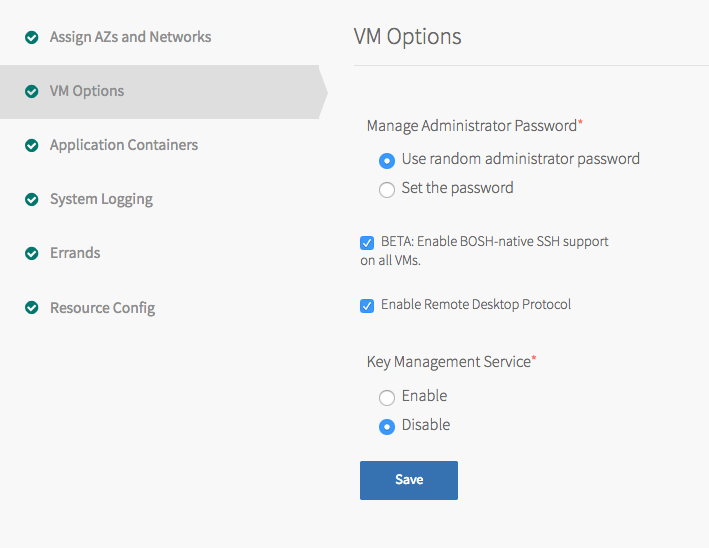 Assign AZs and Networks
VM Options
Application Containers
System Logging
Errands
Resource Config
VM Options
Manage Administrator Password*
Use random administrator password
Set the password
BETA: Enable BOSH-native SSH support
on all VMs.
Enable Remote Desktop Protocol
Key Management Service*
Enable
Disable
Save